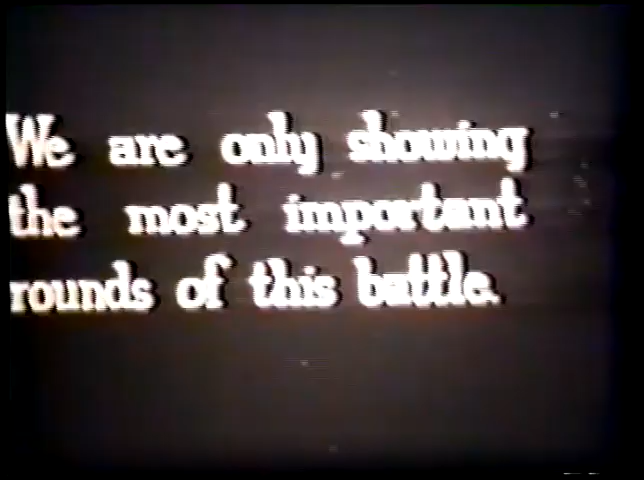 We are only showing
the most important
rounds of this battle.